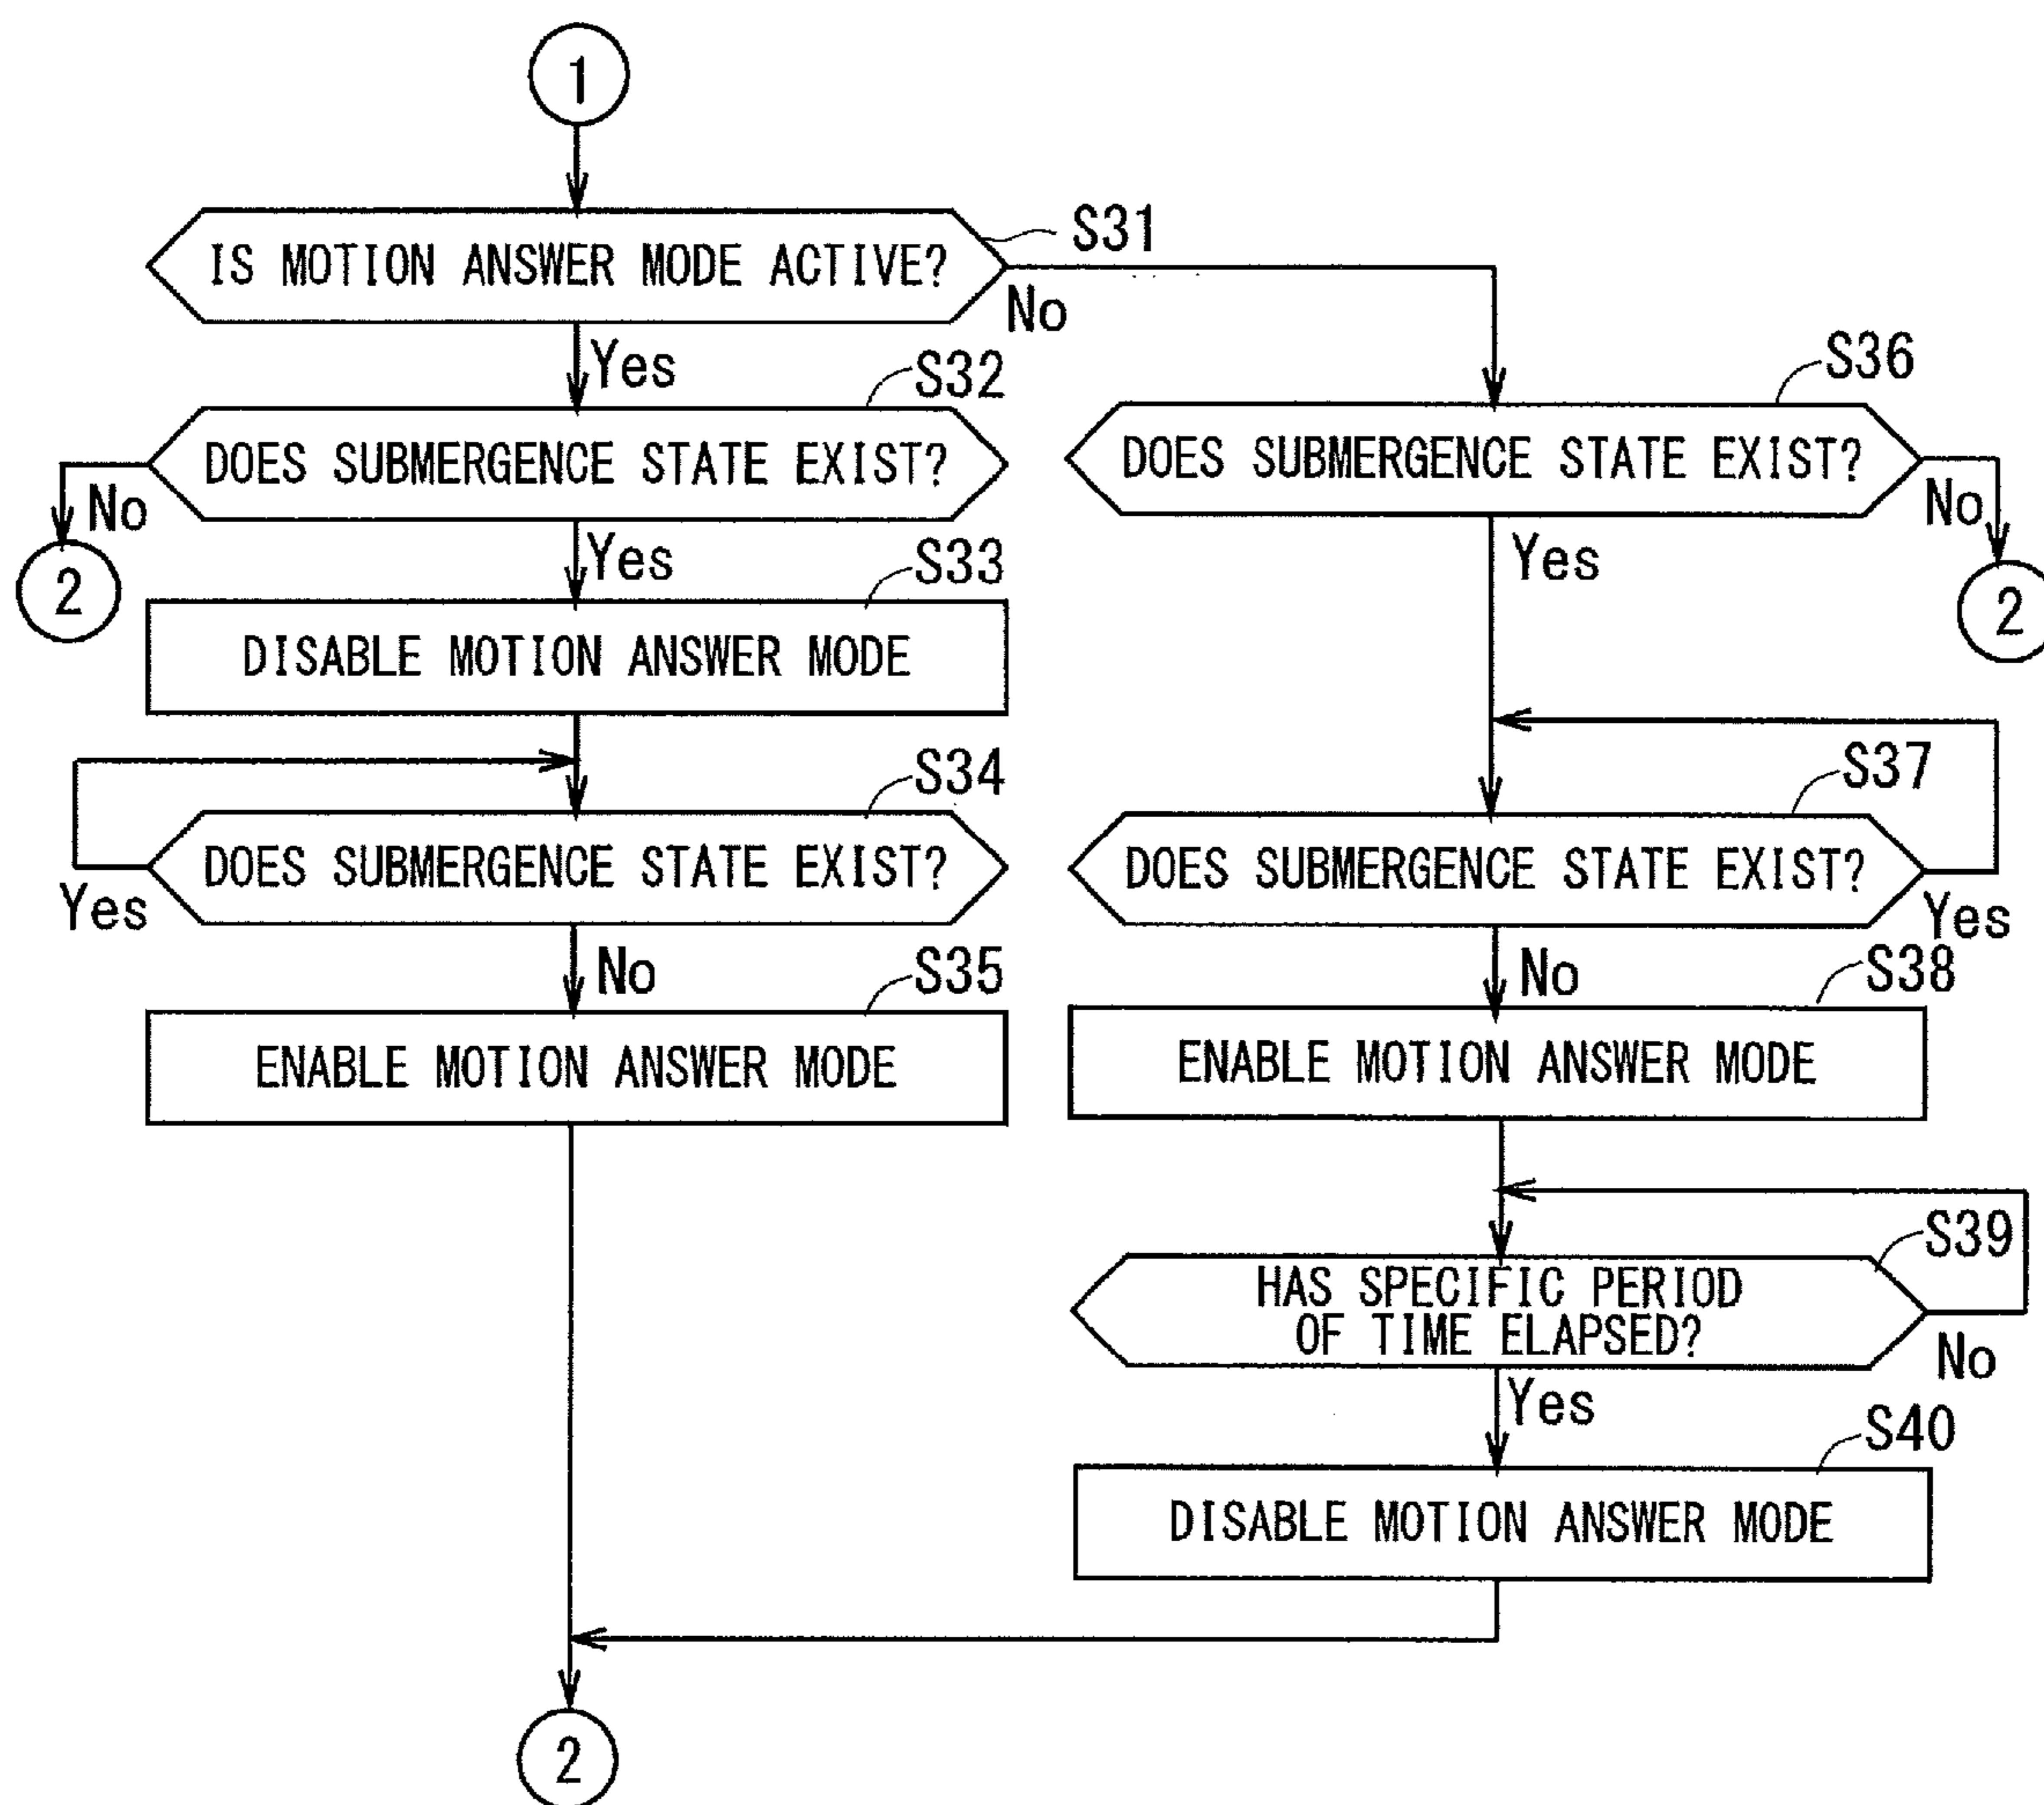 1
IS MOTION ANSWER MODE ACTIVE?
S31
No
Yes
S32
DOES SUBMERGENCE STATE EXIST?
No
2
Yes
S33
DISABLE MOTION ANSWER MODE
S34
DOES SUBMERGENCE STATE EXIST?
Yes
No
S35
ENABLE MOTION ANSWER MODE
S36
DOES SUBMERGENCE STATE EXIST?
No
2
Yes
S37
DOES SUBMERGENCE STATE EXIST?
Yes
No
S38
ENABLE MOTION ANSWER MODE
S39
HAS SPECIFIC PERIOD
OF TIME ELAPSED?
No
Yes
S40
DISABLE MOTION ANSWER MODE
2